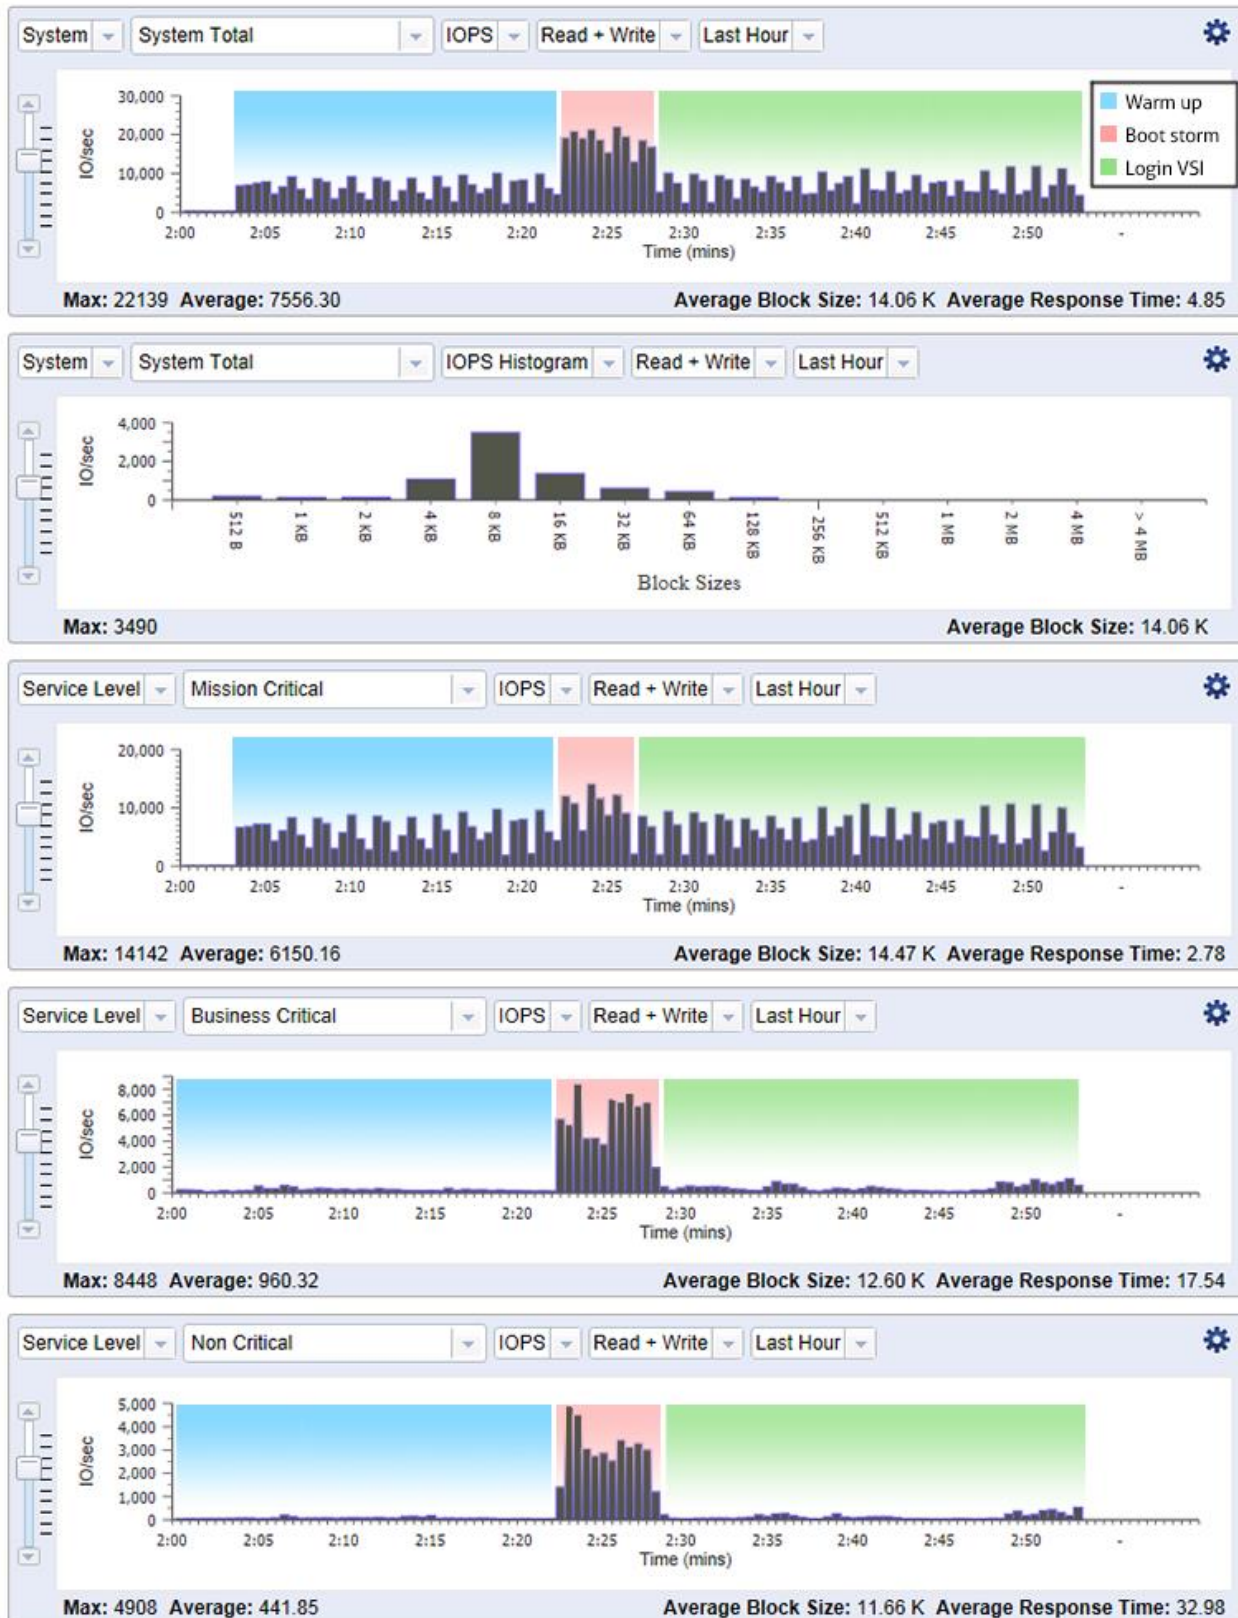 System System Total IOPS Read + Write Last Hour
30,000
20,000
10,000
0
IO/sec
2:00 2:05 2:10 2:15 2:20 2:25 2:30 2:35 2:40 2:45 2:50 -
Time (mins)
Warm up
Boot storm
Login VSI
Max: 22139 Average: 7556.30 Average Block Size: 14.06 K Average Response Time: 4.85
System System Total IOPS Histogram Read + Write Last Hour
4,000
2,000
0
IO/sec
512 B 1 KB 2 KB 4 KB 8 KB 16 KB 32 KB 64 KB 128 KB 256 KB 512 KB 1 MB 2 MB 4 MB > 4 MB
Block Sizes
Max: 3490 Average Block Size: 14.06 K
Service Level Mission Critical IOPS Read + Write Last Hour
20,000
10,000
0
IO/sec
2:00 2:05 2:10 2:15 2:20 2:25 2:30 2:35 2:40 2:45 2:50 -
Time (mins)
Max: 14142 Average: 6150.16 Average Block Size: 14.47 K Average Response Time: 2.78
Service Level Business Critical IOPS Read + Write Last Hour
8,000
6,000
4,000
2,000
0
IO/sec
2:00 2:05 2:10 2:15 2:20 2:25 2:30 2:35 2:40 2:45 2:50 -
Time (mins)
Max: 8448 Average: 960.32 Average Block Size: 12.60 K Average Response Time: 17.54
Service Level Non Critical IOPS Read + Write Last Hour
5,000
4,000
3,000
2,000
1,000
0
IO/sec
2:00 2:05 2:10 2:15 2:20 2:25 2:30 2:35 2:40 2:45 2:50 -
Time (mins)
Max: 4908 Average: 441.85 Average Block Size: 11.66 K Average Response Time: 32.98